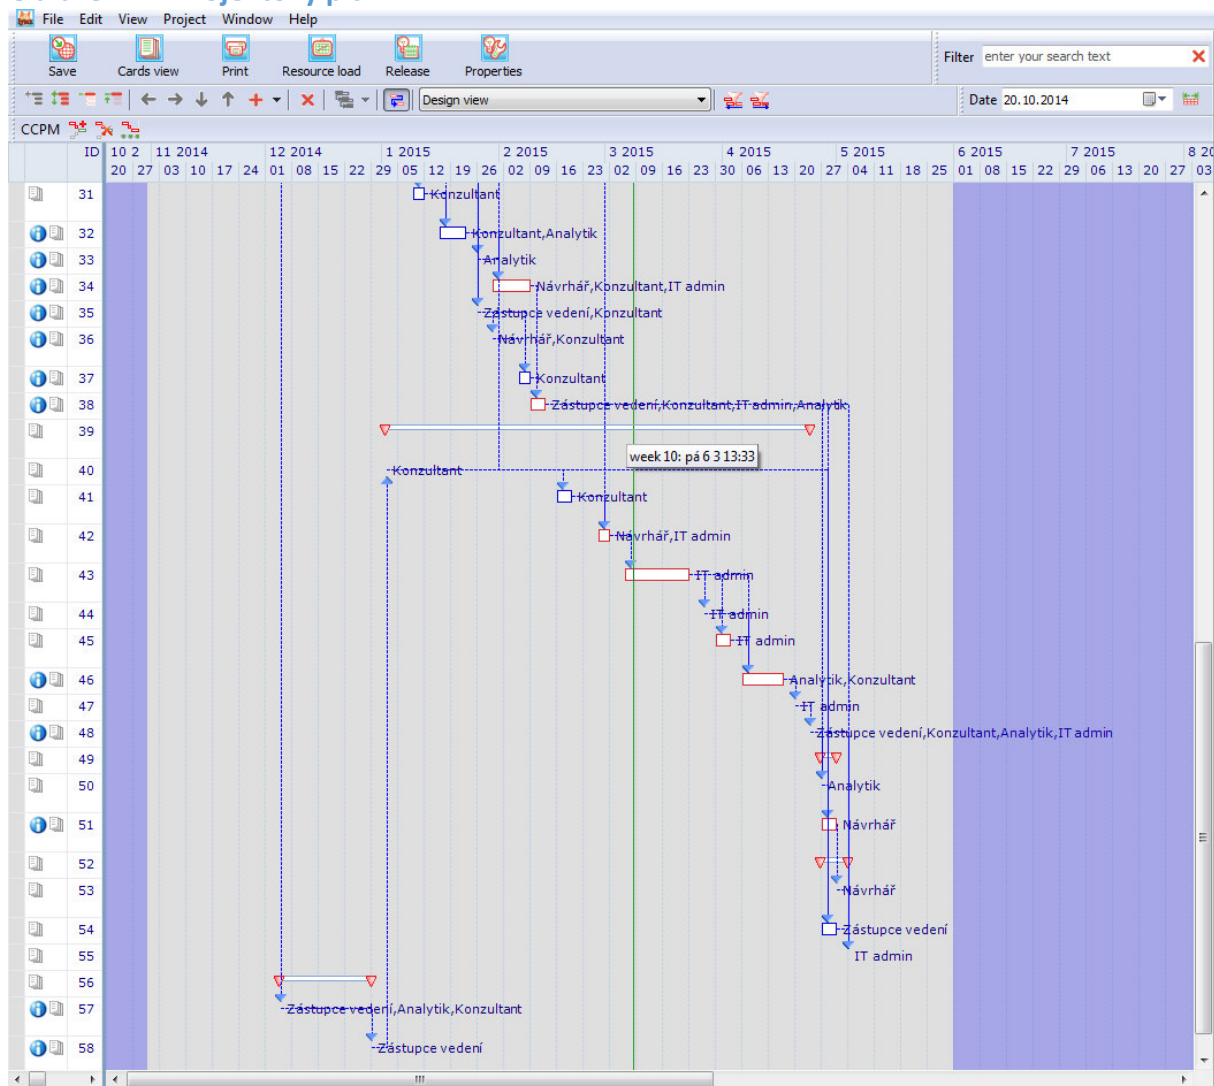 File Edit View Project Window Help
Save Cards view Print Resource load Release Properties
Filter enter your search text
Design view
Date 20.10.2014
CCPM
ID 10 2 11 2014 12 2014 1 2015 2 2015 3 2015 4 2015 5 2015 6 2015 7 2015 8 20
20 27 03 10 17 24 01 08 15 22 29 05 12 19 26 02 09 16 23 02 09 16 23 30 06 13 20 27 04 11 18 25 01 08 15 22 29 06 13 20 27 03
31 Konzultant
32 Konzultant,Analytik
33 Analytik
34 Návrhář,Konzultant,IT admin
35 Zástupce vedení,Konzultant
36 Návrhář,Konzultant
37 Konzultant
38 Zástupce vedení,Konzultant,IT admin,Analytik
39
week 10: pá 6 3 13:33
40 Konzultant
41 Konzultant
42 Návrhář,IT admin
43 IT admin
44 IT admin
45 IT admin
46 Analytik,Konzultant
47 IT admin
48 Zástupce vedení,Konzultant,Analytik,IT admin
49
50 Analytik
51 Návrhář
52
53 Návrhář
54 Zástupce vedení
55 IT admin
56
57 Zástupce vedení,Analytik,Konzultant
58 Zástupce vedení